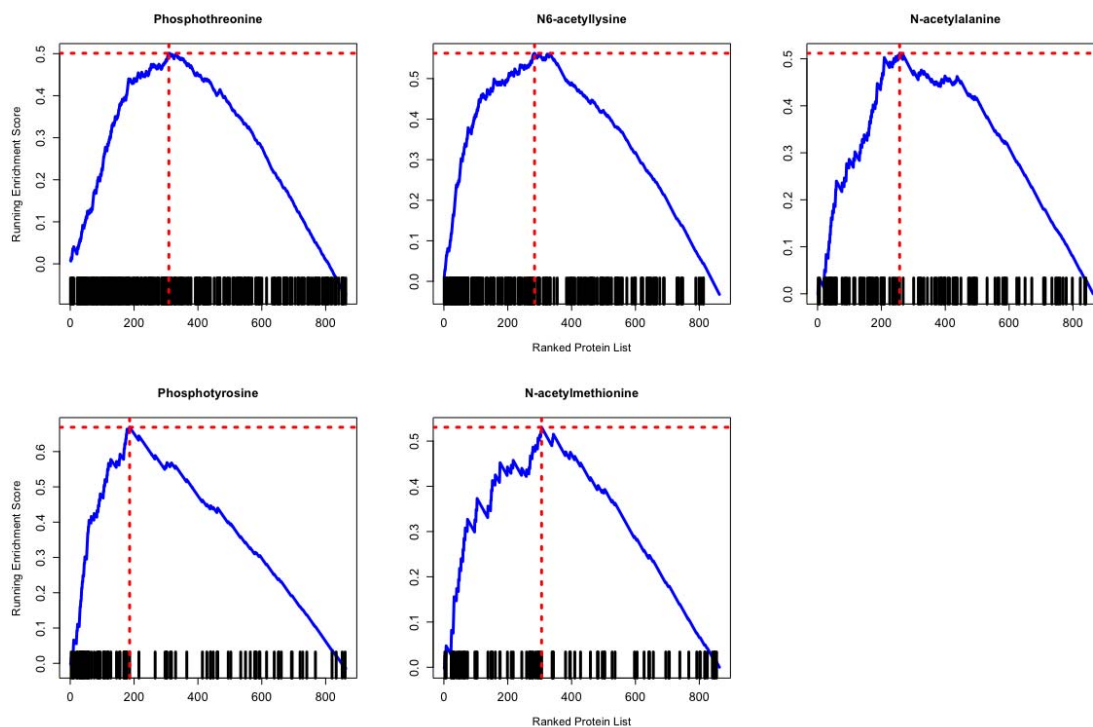 Phosphothreonine
Running Enrichment Score
0.5
0.4
0.3
0.2
0.1
0.0
0 200 400 600 800
N6-acetyllysine
0.5
0.4
0.3
0.2
0.1
0.0
0 200 400 600 800
Ranked Protein List
N-acetylalanine
0.5
0.4
0.3
0.2
0.1
0.0
0 200 400 600 800
Phosphotyrosine
Running Enrichment Score
0.6
0.5
0.4
0.3
0.2
0.1
0.0
0 200 400 600 800
N-acetylmethionine
0.5
0.4
0.3
0.2
0.1
0.0
0 200 400 600 800
Ranked Protein List